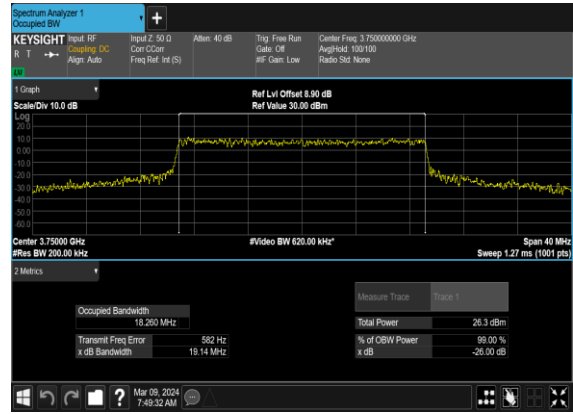 Spectrum Analyzer 1
Occupied BW
KEYSIGHT Input: RF Input Z: 50 Ω Atten: 40 dB Trig: Free Run Center Freq: 3.750000000 GHz
R T Coupling: DC Corr CCorr Gate: Off Avg|Hold: 100/100
Align: Auto Freq Ref: Int (S) #IF Gain: Low Radio Std: None
1 Graph
Scale/Div 10.0 dB
Ref Lvl Offset 8.90 dB
Ref Value 30.00 dBm
Log
20.0
10.0
0.00
-10.0
-20.0
-30.0
-40.0
-50.0
-60.0
Center 3.75000 GHz #Video BW 620.00 kHz* Span 40 MHz
#Res BW 200.00 kHz Sweep 1.27 ms (1001 pts)
2 Metrics
Measure Trace Trace 1
Occupied Bandwidth
18.260 MHz
Total Power 26.3 dBm
Transmit Freq Error 582 Hz
% of OBW Power 99.00 %
x dB Bandwidth 19.14 MHz
x dB -26.00 dB
Mar 09, 2024
7:49:32 AM